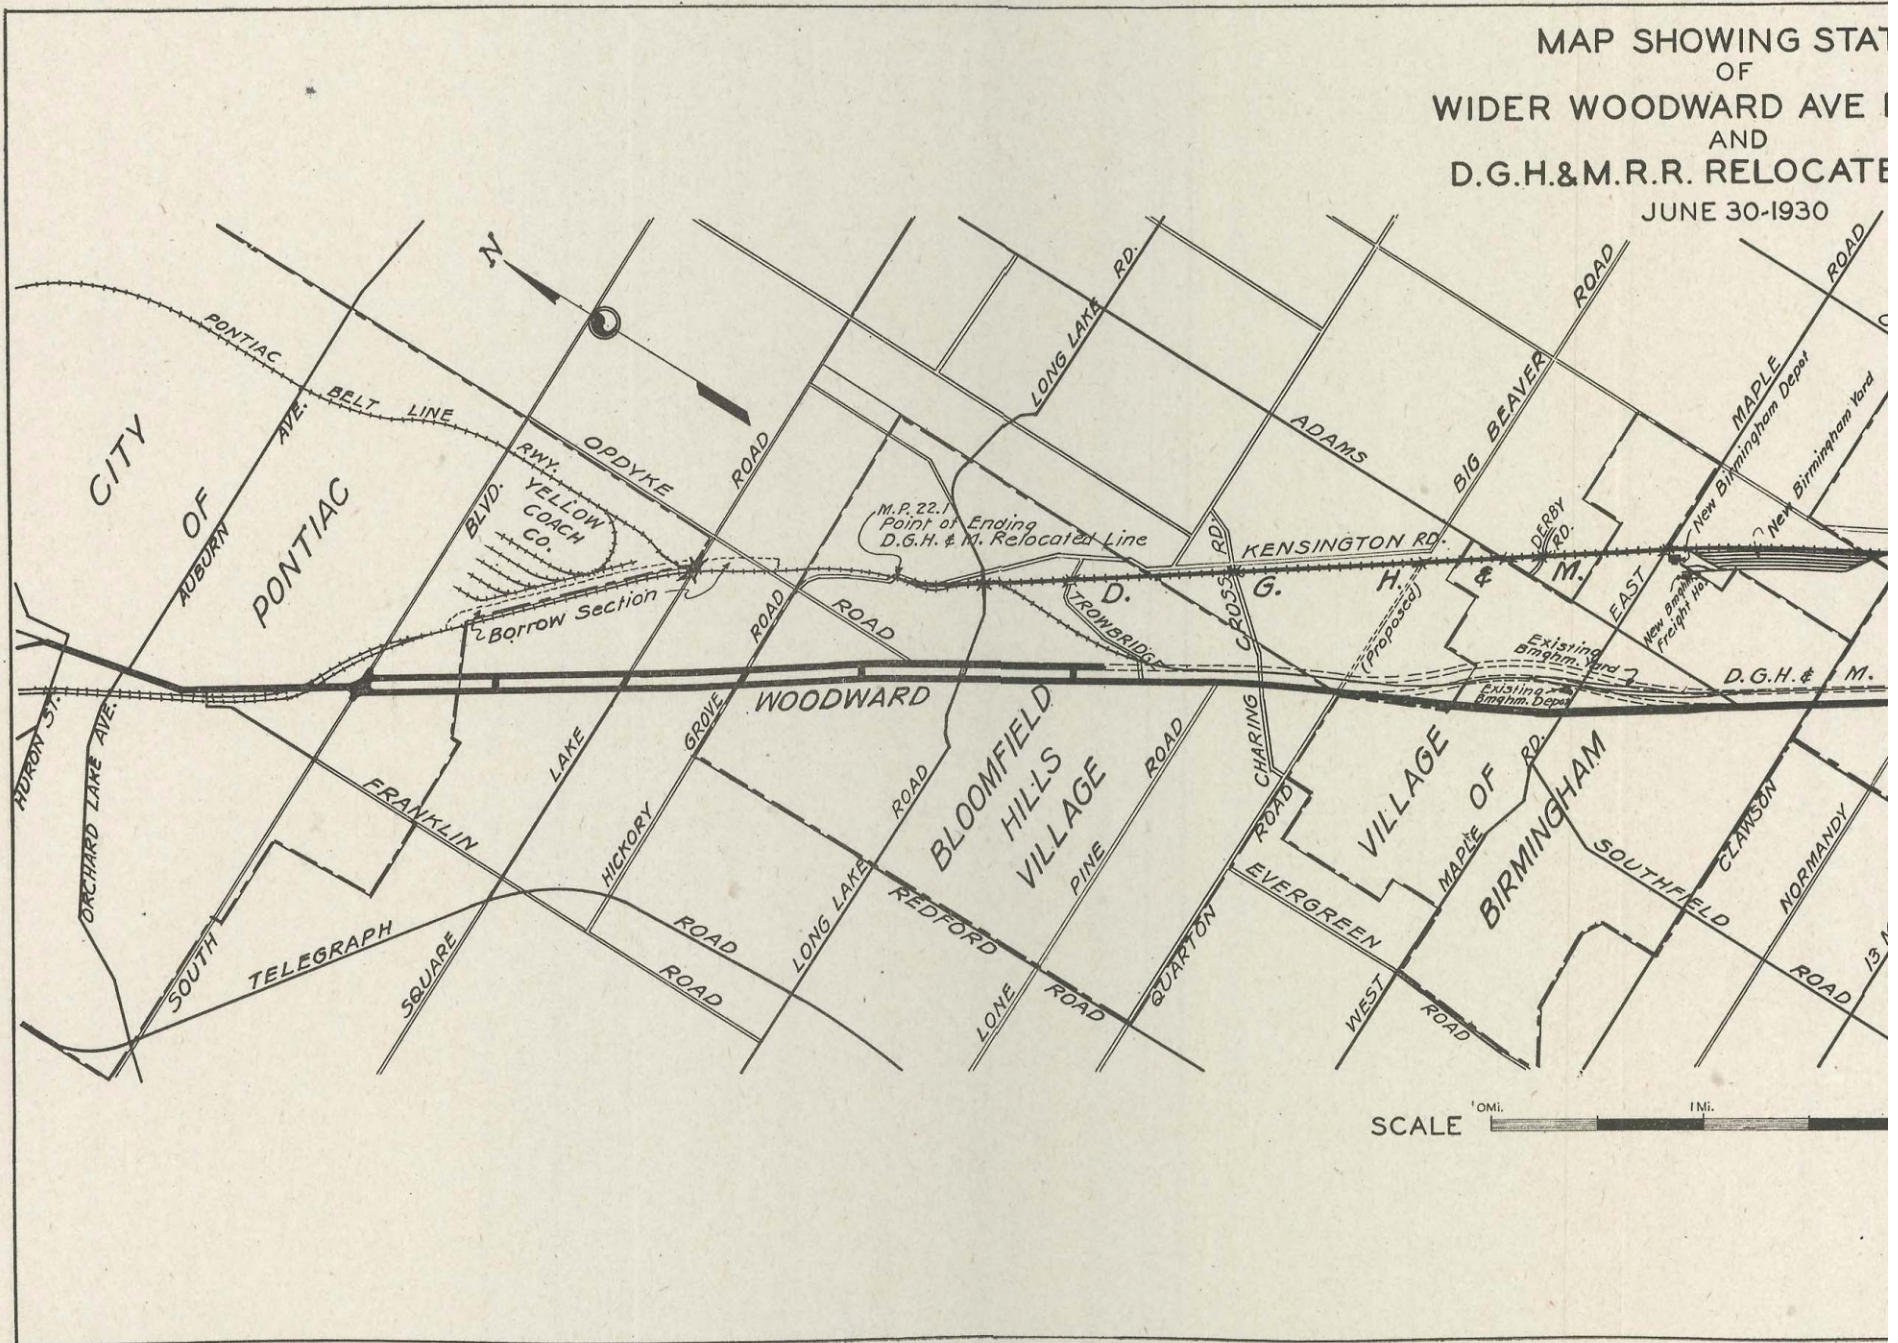 MAP SHOWING STAT
OF
WIDER WOODWARD AVE
AND
D.G.H.&M.R.R. RELOCATE
JUNE 30-1930
N
CITY
OF
PONTIAC
PONTIAC
BELT LINE
RWY.
AUBURN
AVE.
BLVD.
YELLOW
COACH
CO.
OPDYKE
ROAD
ROAD
ROAD
Borrow Section
M.P. 22.1
Point of Ending
D.G.H. & M. Relocated Line
LONG LAKE
RD.
ADAMS
BIG BEAVER
ROAD
MAPLE
ROAD
EAST
New Birmingham Depot
New Birmingham Yard
New Bmghm.
Freight Ho.
KENSINGTON RD.
DERBY
RD.
CROSS RD.
TROWBRIDGE
D. G. H. & M.
(Proposed)
Existing
Bmghm. Yard
Existing
Bmghm. Depot
D.G.H. & M.
WOODWARD
HURON ST.
ORCHARD LAKE AVE.
FRANKLIN
ROAD
SOUTH
TELEGRAPH
ROAD
SQUARE
LAKE
HICKORY
GROVE
LONG LAKE
ROAD
BLOOMFIELD
HILLS
VILLAGE
REDFORD
ROAD
LONE
PINE
ROAD
CHARING
QUARTON
ROAD
EVERGREEN
ROAD
VILLAGE
OF
BIRMINGHAM
WEST
MAPLE
RD.
SOUTHFIELD
ROAD
CLAWSON
NORMANDY
13 M
SCALE
0Mi.
1Mi.